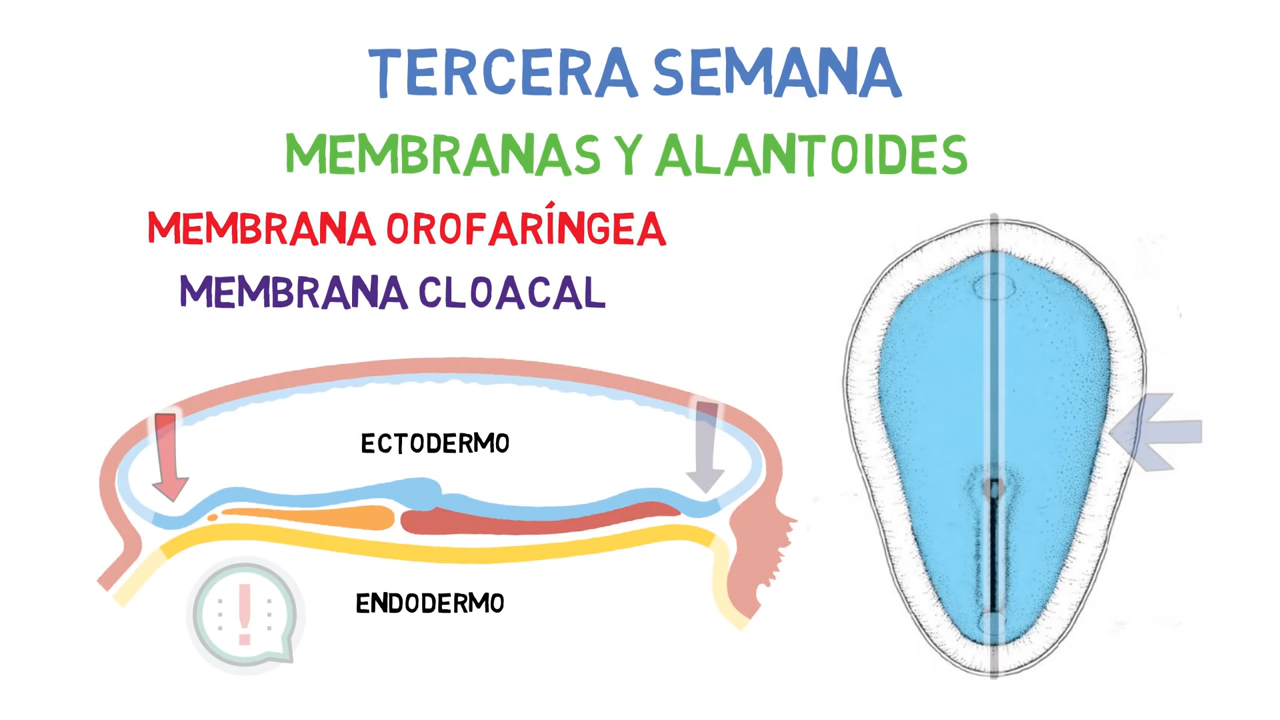 TERCERA SEMANA
MEMBRANAS Y ALANTOIDES
MEMBRANA OROFARÍNGEA
MEMBRANA CLOACAL
ECTODERMO
ENDODERMO